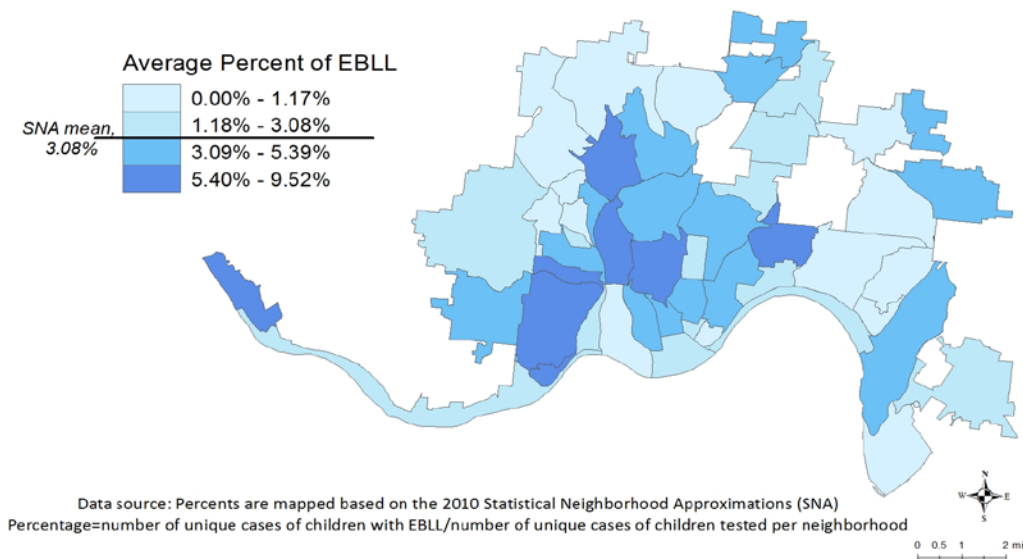 Average Percent of EBLL
0.00% - 1.17%
1.18% - 3.08%
SNA mean,
3.08%
3.09% - 5.39%
5.40% - 9.52%
Data source: Percents are mapped based on the 2010 Statistical Neighborhood Approximations (SNA)
Percentage=number of unique cases of children with EBLL/number of unique cases of children tested per neighborhood
N
W E
S
0 0.5 1 2 mi